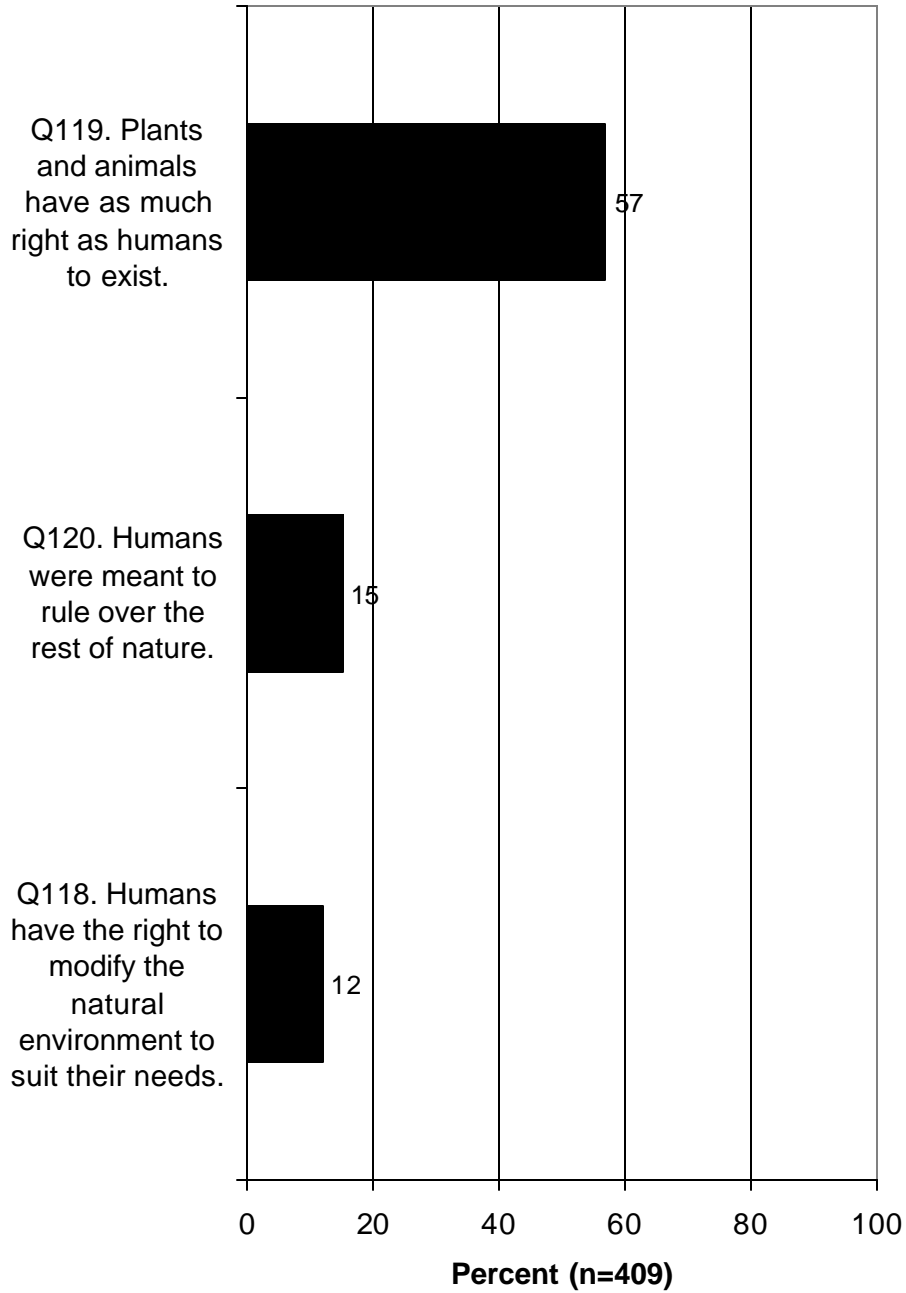 Q119. Plants
and animals
have as much
right as humans
to exist.
57
Q120. Humans
were meant to
rule over the
rest of nature.
15
Q118. Humans
have the right to
modify the
natural
environment to
suit their needs.
12
0 20 40 60 80 100
Percent (n=409)